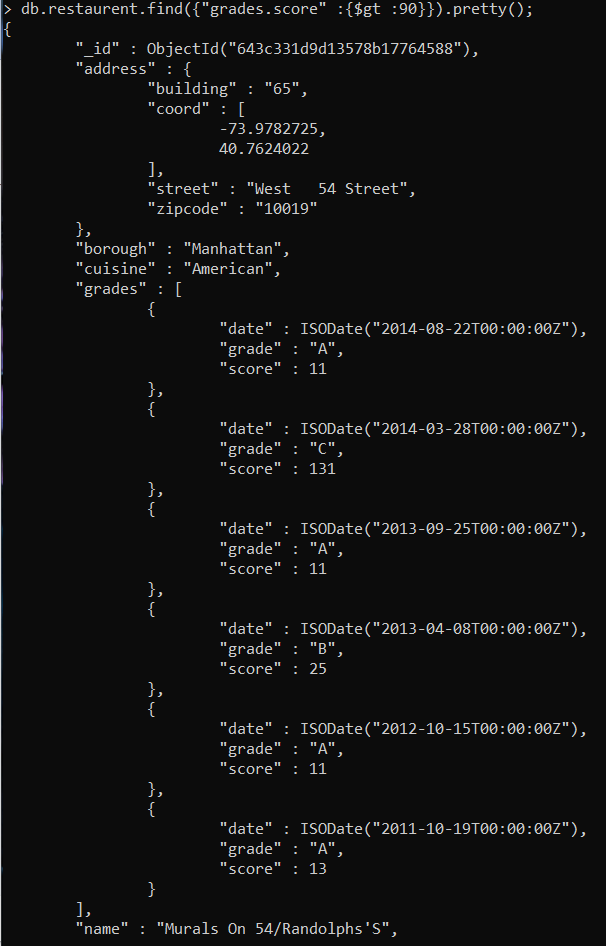 > db.restaurent.find({"grades.score" :{$gt :90}}).pretty();
{
        "_id" : ObjectId("643c331d9d13578b17764588"),
        "address" : {
                "building" : "65",
                "coord" : [
                        -73.9782725,
                        40.7624022
                ],
                "street" : "West   54 Street",
                "zipcode" : "10019"
        },
        "borough" : "Manhattan",
        "cuisine" : "American",
        "grades" : [
                {
                        "date" : ISODate("2014-08-22T00:00:00Z"),
                        "grade" : "A",
                        "score" : 11
                },
                {
                        "date" : ISODate("2014-03-28T00:00:00Z"),
                        "grade" : "C",
                        "score" : 131
                },
                {
                        "date" : ISODate("2013-09-25T00:00:00Z"),
                        "grade" : "A",
                        "score" : 11
                },
                {
                        "date" : ISODate("2013-04-08T00:00:00Z"),
                        "grade" : "B",
                        "score" : 25
                },
                {
                        "date" : ISODate("2012-10-15T00:00:00Z"),
                        "grade" : "A",
                        "score" : 11
                },
                {
                        "date" : ISODate("2011-10-19T00:00:00Z"),
                        "grade" : "A",
                        "score" : 13
                }
        ],
        "name" : "Murals On 54/Randolphs'S",